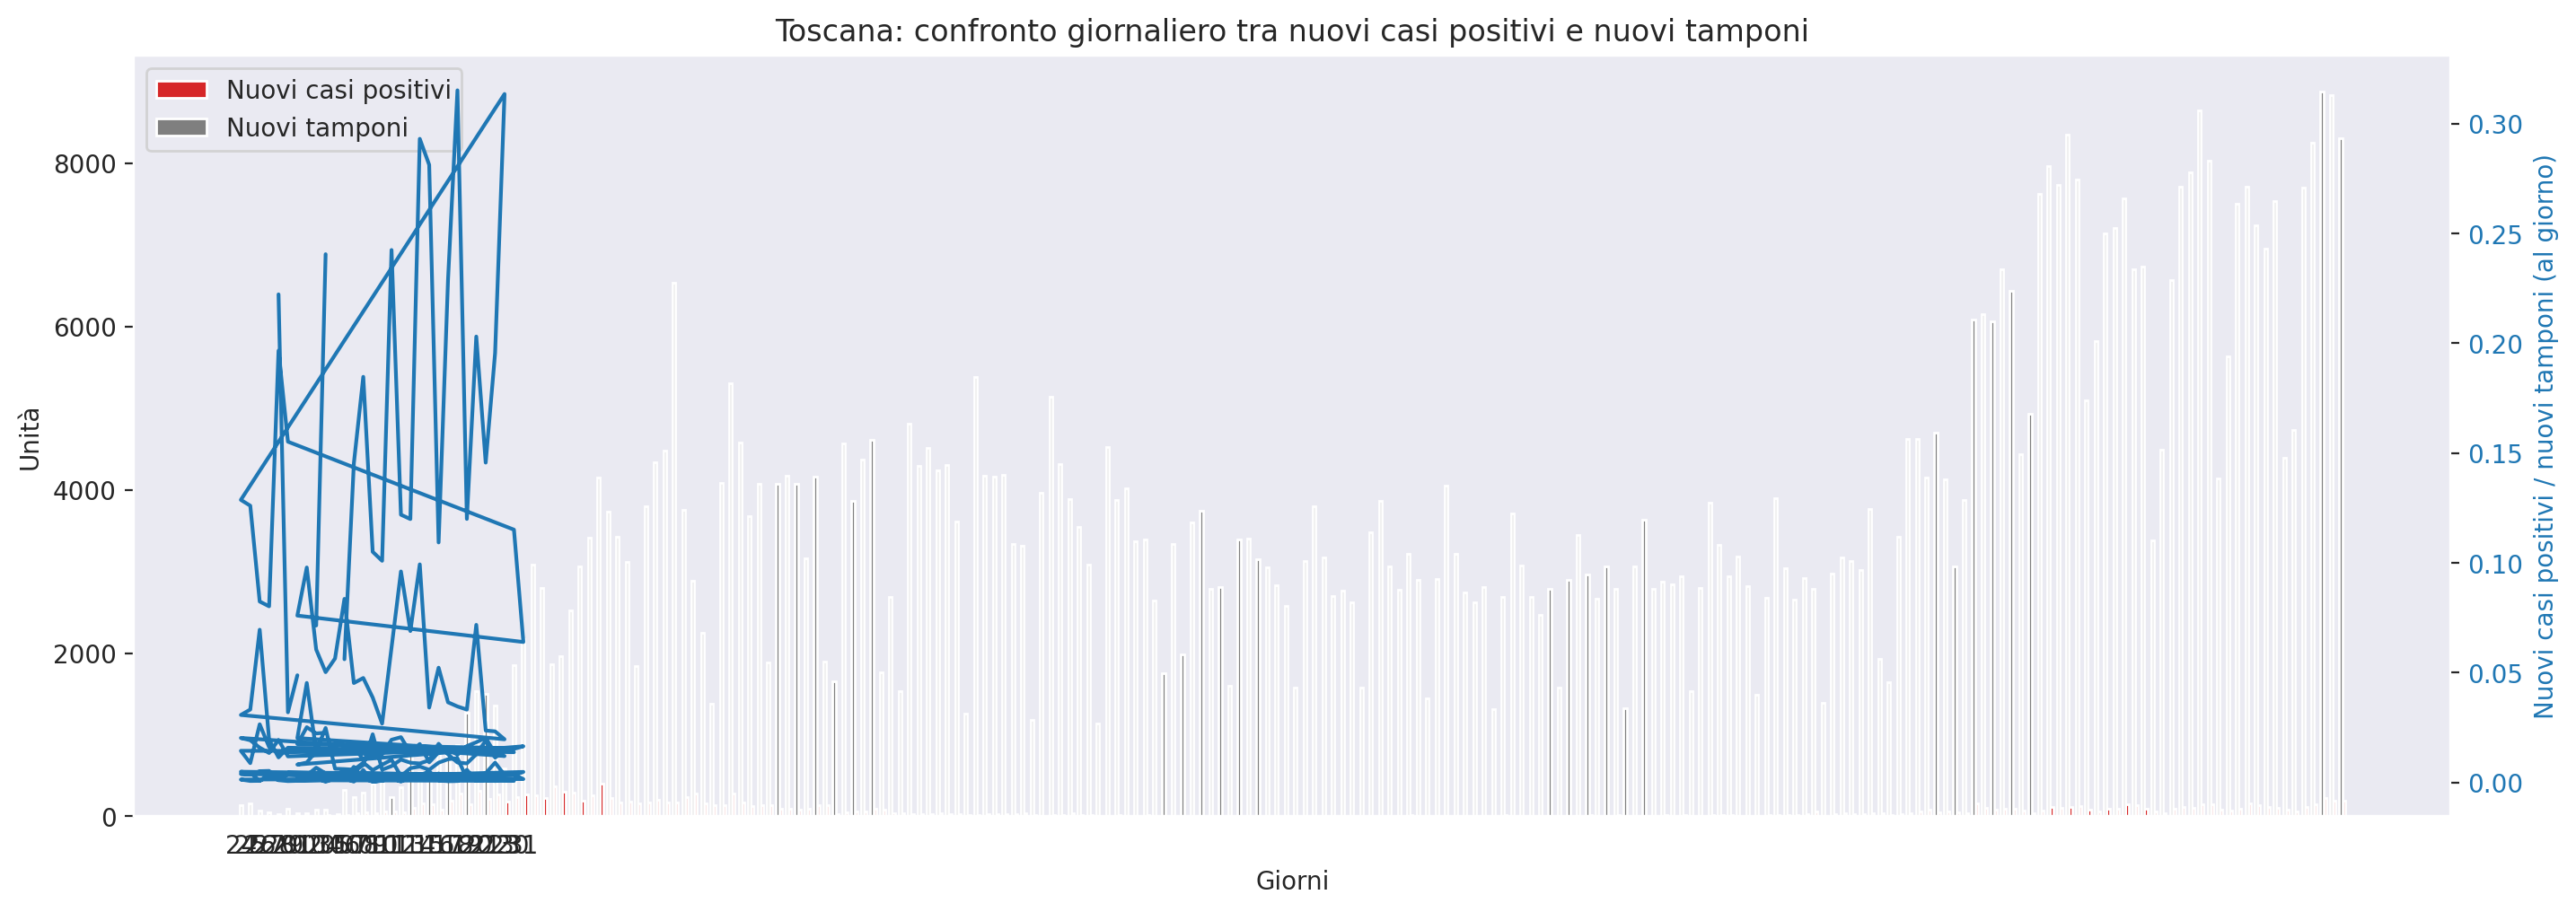 Toscana: confronto giornaliero tra nuovi casi positivi e nuovi tamponi
Nuovi casi positivi
Nuovi tamponi
8000
6000
4000
2000
0
Unità
0.30
0.25
0.20
0.15
0.10
0.05
0.00
Nuovi casi positivi / nuovi tamponi (al giorno)
Giorni